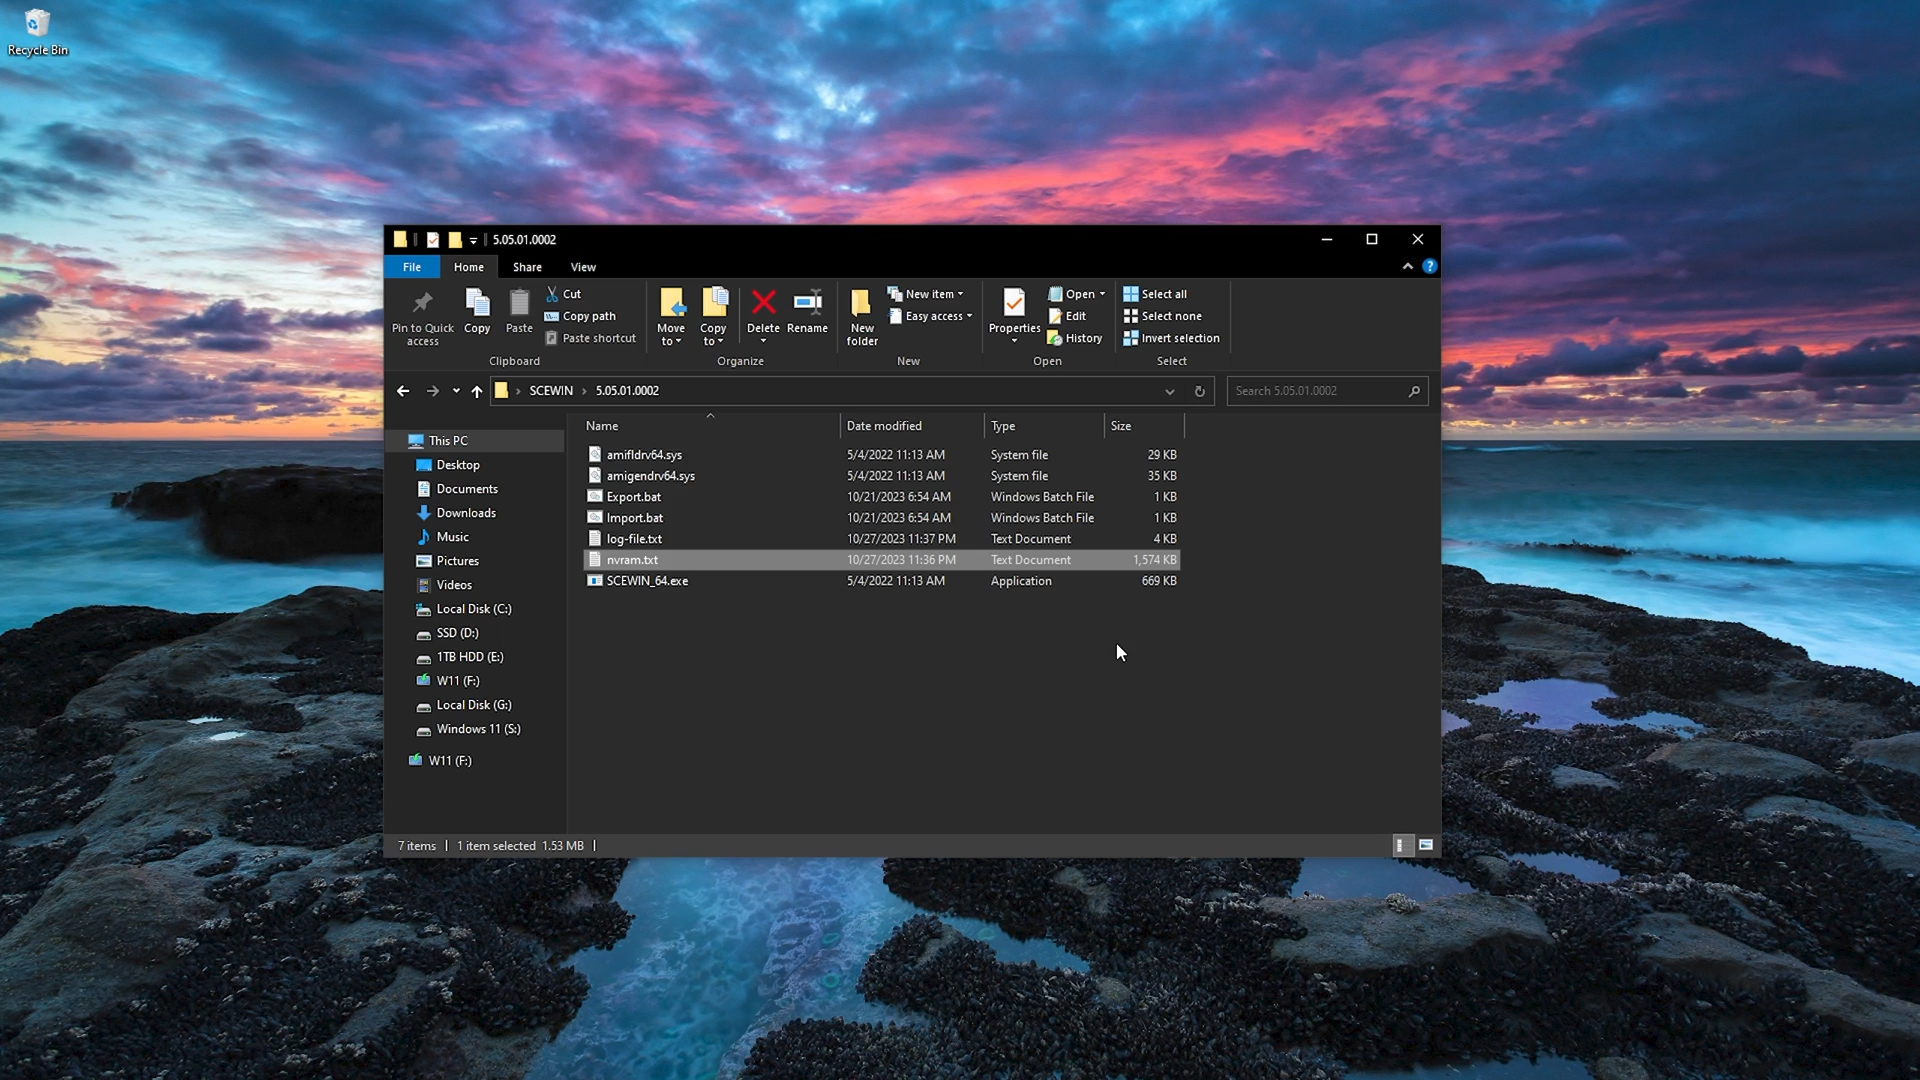 Recycle Bin
5.05.01.0002
File Home Share View
Pin to Quick access
Copy
Paste
Cut
Copy path
Paste shortcut
Clipboard
Move to
Copy to
Delete
Rename
Organize
New folder
New item
Easy access
New
Properties
Open
Edit
History
Open
Select all
Select none
Invert selection
Select
SCEWIN 5.05.01.0002
Search 5.05.01.0002
This PC
Desktop
Documents
Downloads
Music
Pictures
Videos
Local Disk (C:)
SSD (D:)
1TB HDD (E:)
W11 (F:)
Local Disk (G:)
Windows 11 (S:)
W11 (F:)
Name Date modified Type Size
amifldrv64.sys 5/4/2022 11:13 AM System file 29 KB
amigendrv64.sys 5/4/2022 11:13 AM System file 35 KB
Export.bat 10/21/2023 6:54 AM Windows Batch File 1 KB
Import.bat 10/21/2023 6:54 AM Windows Batch File 1 KB
log-file.txt 10/27/2023 11:37 PM Text Document 4 KB
nvram.txt 10/27/2023 11:36 PM Text Document 1,574 KB
SCEWIN_64.exe 5/4/2022 11:13 AM Application 669 KB
7 items 1 item selected 1.53 MB